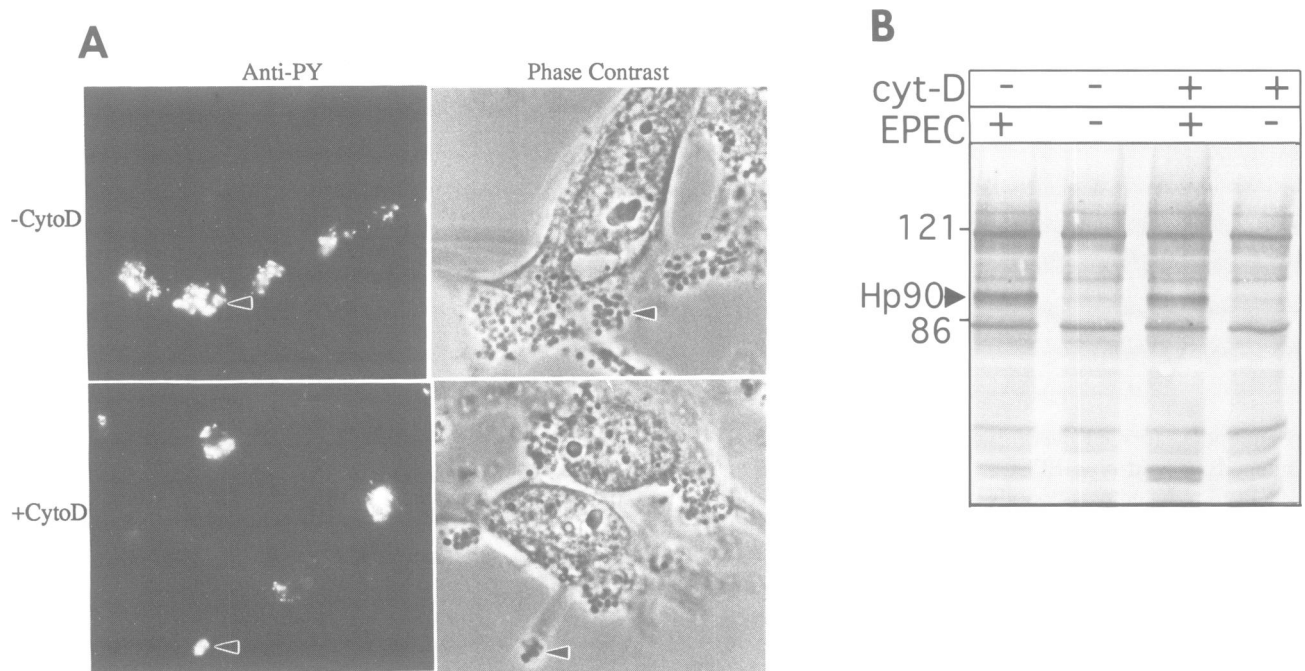 A
Anti-PY
Phase Contrast
-CytoD
+CytoD
B
cyt-D - - + +
EPEC + - + -
121
Hp90
86